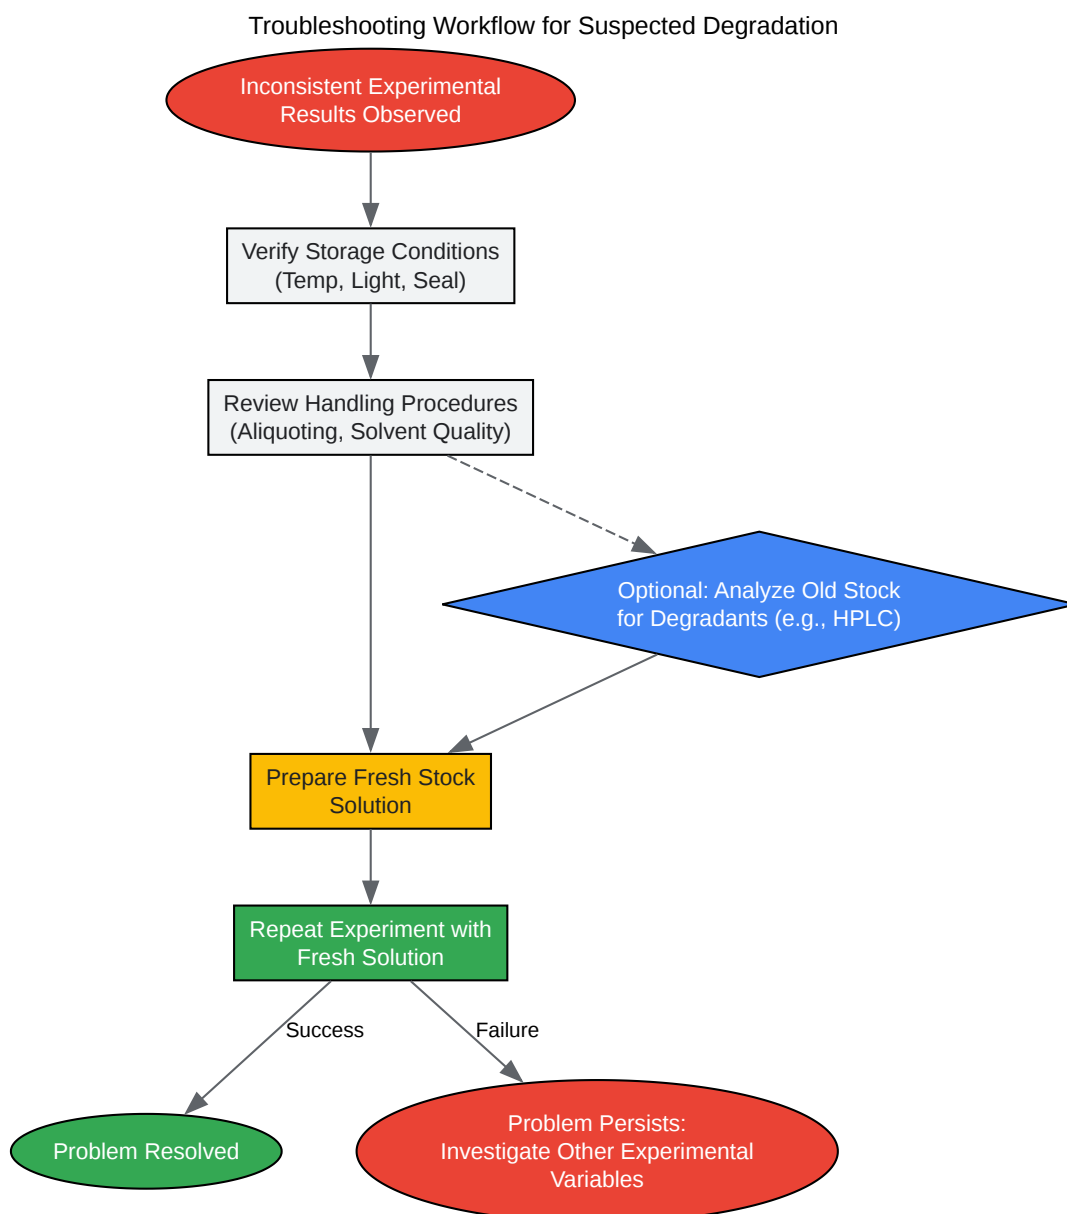 Troubleshooting Workflow for Suspected Degradation
Inconsistent Experimental
Results Observed
Verify Storage Conditions
(Temp, Light, Seal)
Review Handling Procedures
(Aliquoting, Solvent Quality)
Optional: Analyze Old Stock
for Degradants (e.g., HPLC)
Prepare Fresh Stock
Solution
Repeat Experiment with
Fresh Solution
Success
Failure
Problem Resolved
Problem Persists:
Investigate Other Experimental
Variables